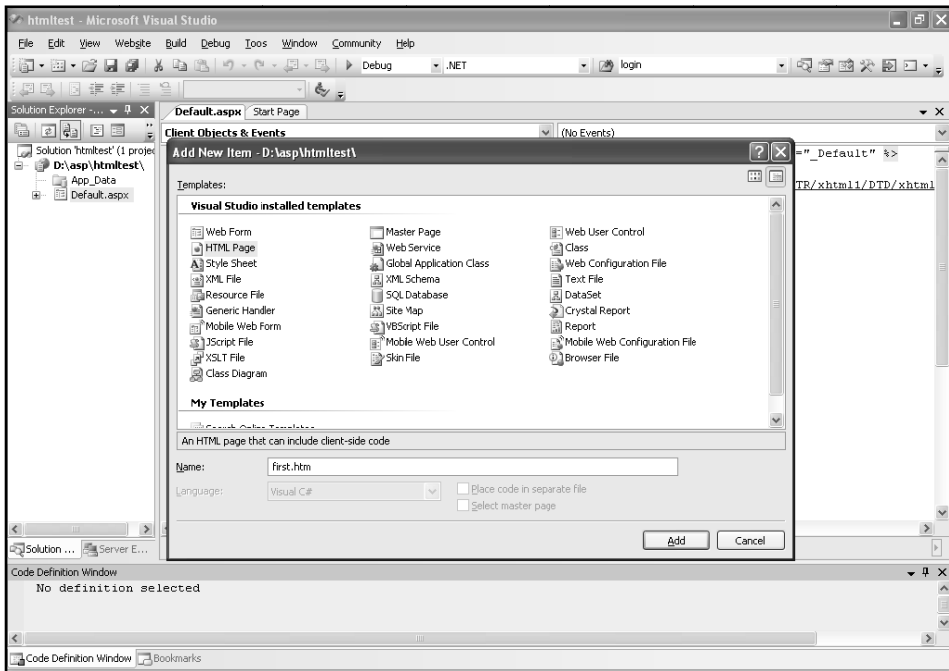 htmltest - Microsoft Visual Studio
File Edit View Website Build Debug Toos Window Community Help
Debug .NET login
Solution Explorer -...
Default.aspx Start Page
Client Objects & Events (No Events)
Solution 'htmltest' (1 projec
D:\asp\htmltest\
App_Data
Default.aspx
="_Default" %>
TR/xhtml1/DTD/xhtml
Add New Item - D:\asp\htmltest\
Templates:
Visual Studio installed templates
Web Form Master Page Web User Control
HTML Page Web Service Class
Style Sheet Global Application Class Web Configuration File
XML File XML Schema Text File
Resource File SQL Database DataSet
Generic Handler Site Map Crystal Report
Mobile Web Form VBScript File Report
JScript File Moble Web User Control Mobile Web Configuration File
XSLT File Skin File Browser File
Class Diagram
My Templates
Search Online Templates
An HTML page that can include client-side code
Name: first.htm
Language: Visual C# Place code in separate file
Select master page
Add Cancel
Solution ... Server E...
Code Definition Window
No definition selected
Code Definition Window Bookmarks